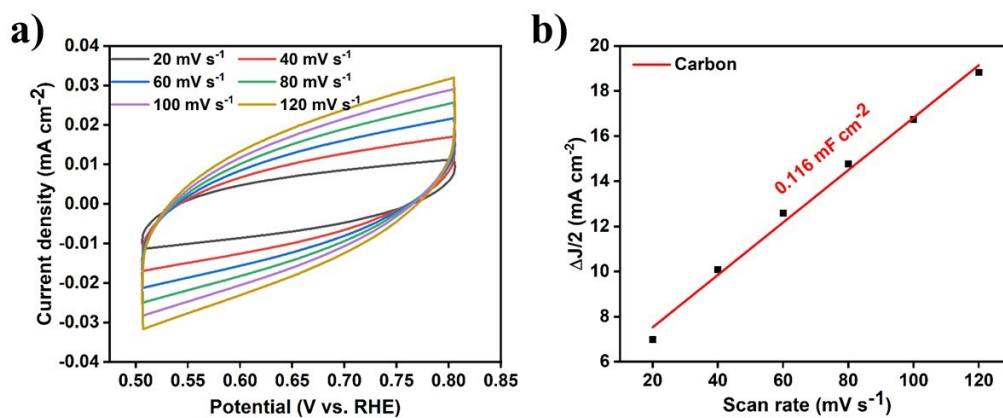 a)
20 mV s⁻¹ 40 mV s⁻¹
60 mV s⁻¹ 80 mV s⁻¹
100 mV s⁻¹ 120 mV s⁻¹
Current density (mA cm⁻²)
0.04
0.03
0.02
0.01
0.00
-0.01
-0.02
-0.03
-0.04
0.50 0.55 0.60 0.65 0.70 0.75 0.80 0.85
Potential (V vs. RHE)
b)
Carbon
0.116 mF cm⁻²
ΔJ/2 (mA cm⁻²)
20
18
16
14
12
10
8
6
20 40 60 80 100 120
Scan rate (mV s⁻¹)